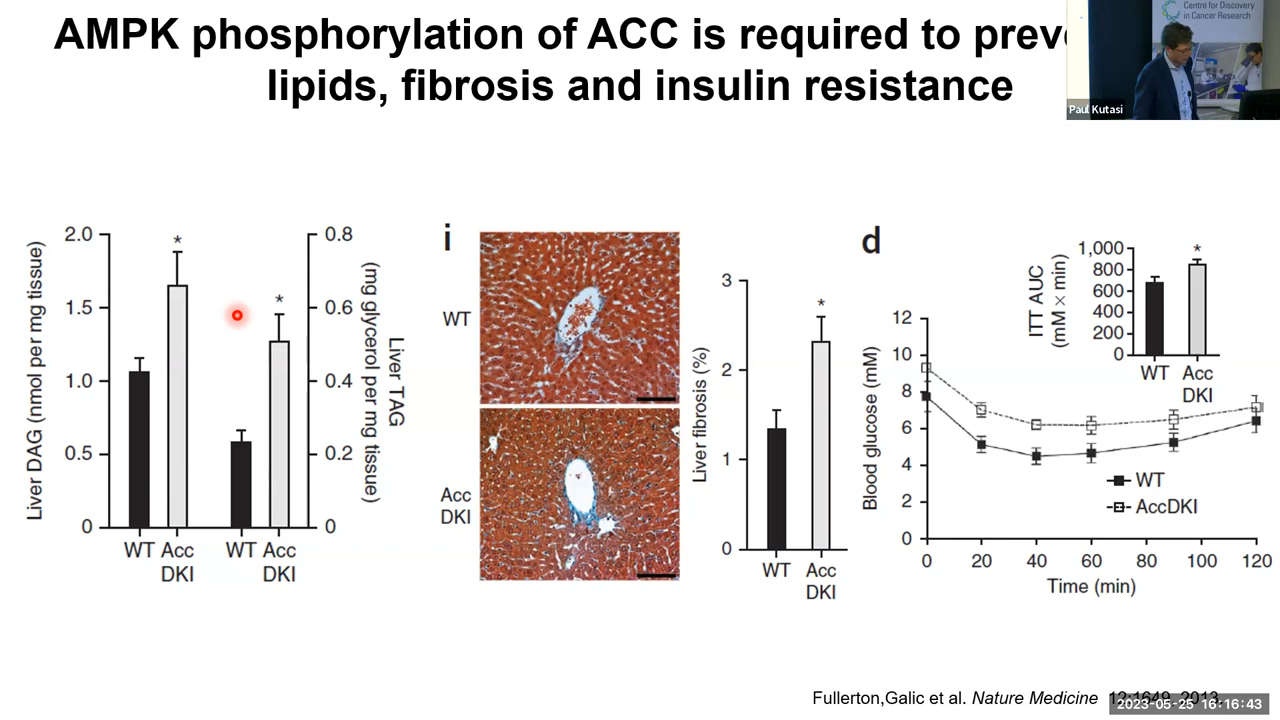 AMPK phosphorylation of ACC is required to prev
lipids, fibrosis and insulin resistance
Centre for Discovery
in Cancer Research
Paul Kutasi
Liver DAG (nmol per mg tissue)
2.0
1.5
1.0
0.5
0
WT Acc DKI
WT Acc DKI
*
*
0.8
0.6
0.4
0.2
0
Liver TAG
(mg glycerol per mg tissue)
i
WT
Acc
DKI
Liver fibrosis (%)
3
2
1
0
*
WT Acc
DKI
d
ITT AUC
(mM × min)
1,000
800
600
400
200
0
*
WT Acc
DKI
Blood glucose (mM)
12
10
8
6
4
2
0
WT
AccDKI
0 20 40 60 80 100 120
Time (min)
Fullerton,Galic et al. Nature Medicine 12:1649, 2013.
2023-05-25 16:16:43